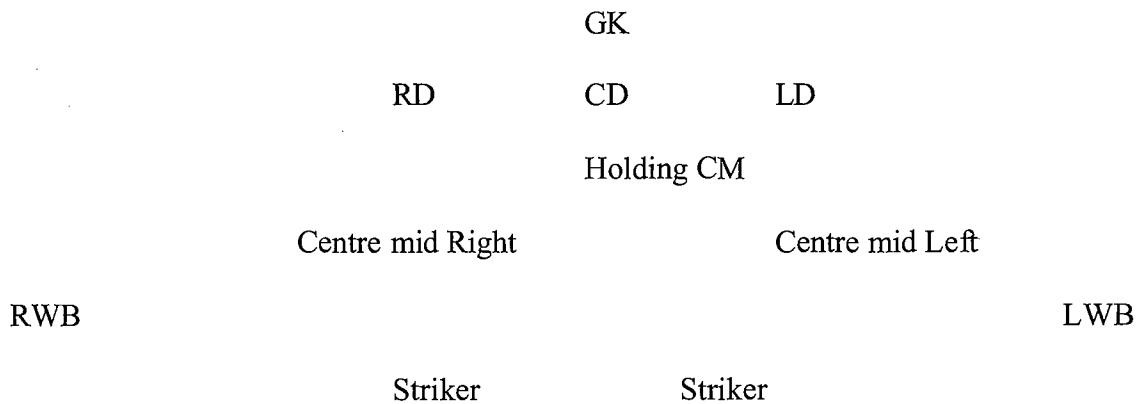 GK
RD CD LD
Holding CM
Centre mid Right Centre mid Left
RWB LWB
Striker Striker